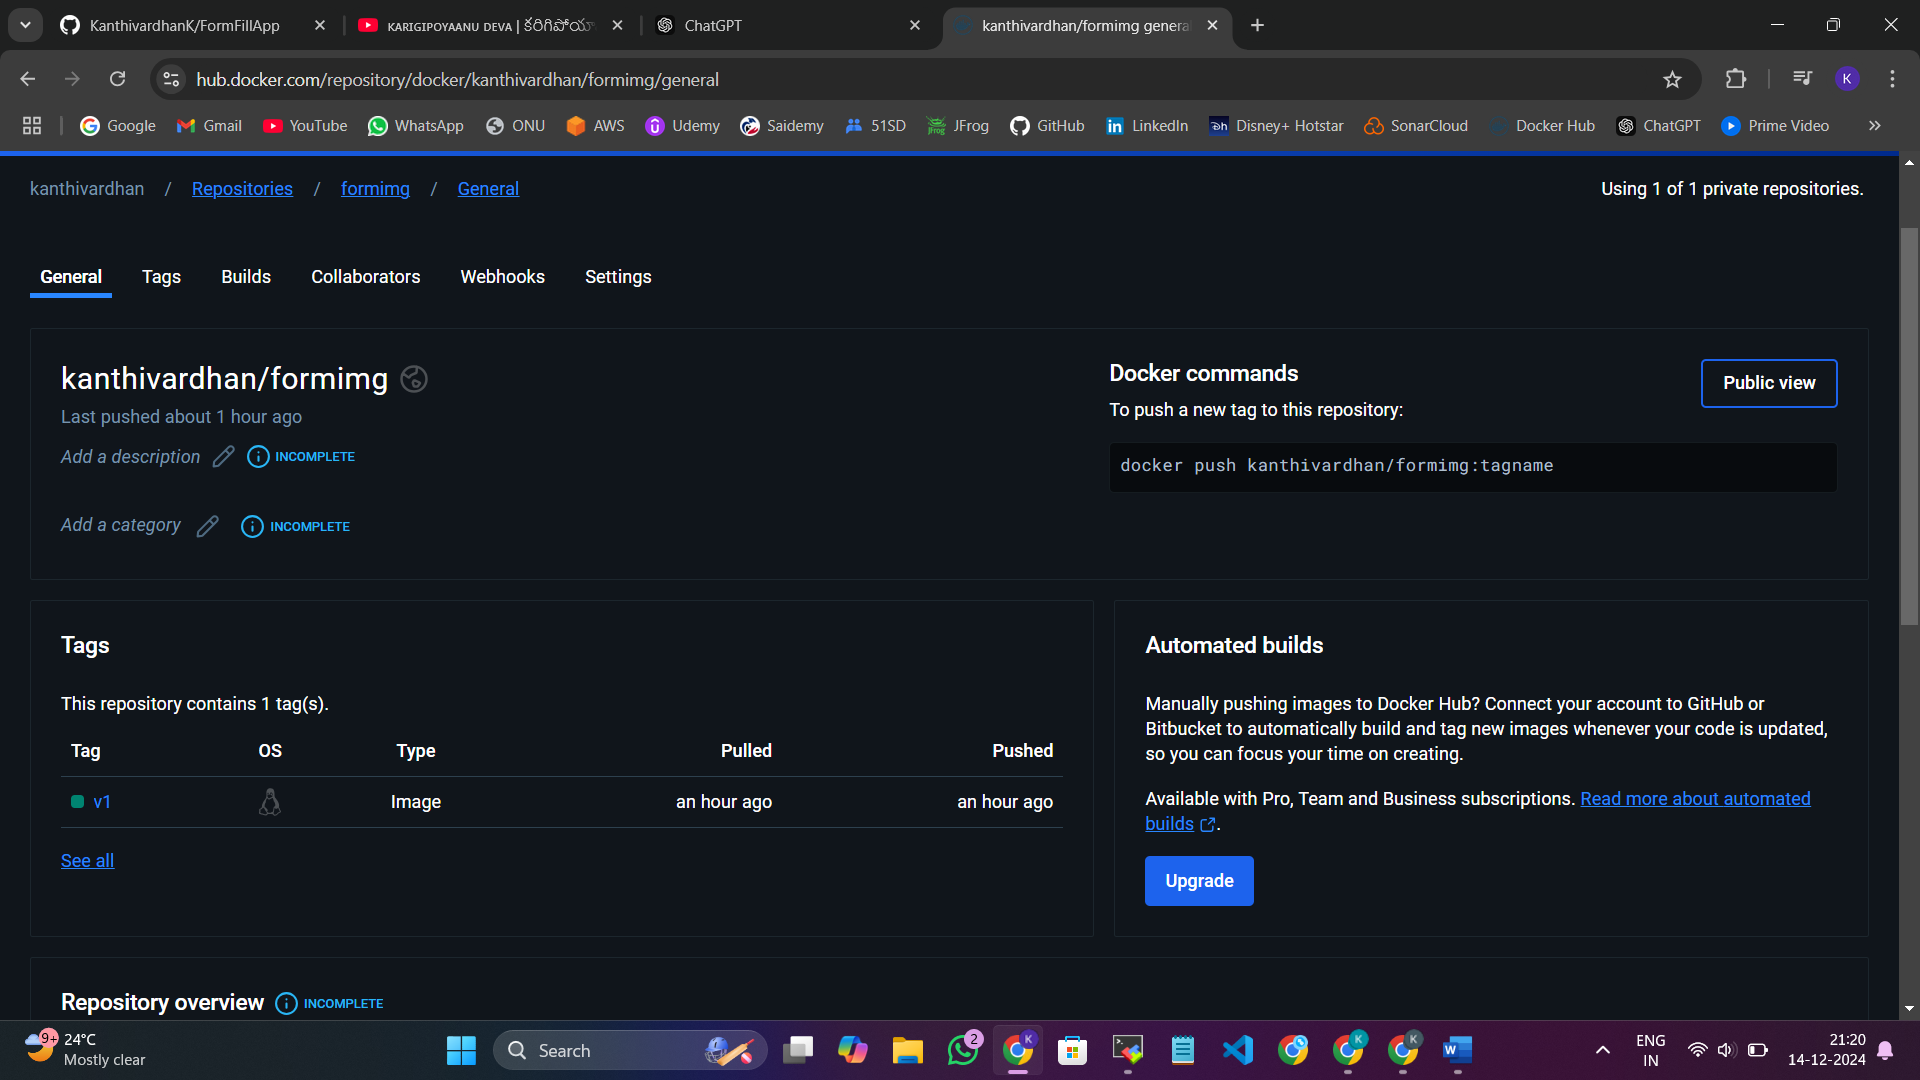 KanthivardhanK/FormFillApp
KARIGIPOYAANU DEVA | కరిగిపోయా
ChatGPT
kanthivardhan/formimg genera
hub.docker.com/repository/docker/kanthivardhan/formimg/general
K
Google
Gmail
YouTube
WhatsApp
ONU
AWS
Udemy
Saidemy
51SD
JFrog
GitHub
LinkedIn
Disney+ Hotstar
SonarCloud
Docker Hub
ChatGPT
Prime Video
kanthivardhan / Repositories / formimg / General
Using 1 of 1 private repositories.
General
Tags
Builds
Collaborators
Webhooks
Settings
kanthivardhan/formimg
Last pushed about 1 hour ago
Add a description
INCOMPLETE
Add a category
INCOMPLETE
Docker commands
To push a new tag to this repository:
Public view
docker push kanthivardhan/formimg:tagname
Tags
This repository contains 1 tag(s).
Tag OS Type Pulled Pushed
v1 Image an hour ago an hour ago
See all
Automated builds
Manually pushing images to Docker Hub? Connect your account to GitHub or
Bitbucket to automatically build and tag new images whenever your code is updated,
so you can focus your time on creating.
Available with Pro, Team and Business subscriptions. Read more about automated
builds .
Upgrade
Repository overview
INCOMPLETE
9+
24°C
Mostly clear
Search
2
K
K
K
ENG
IN
21:20
14-12-2024